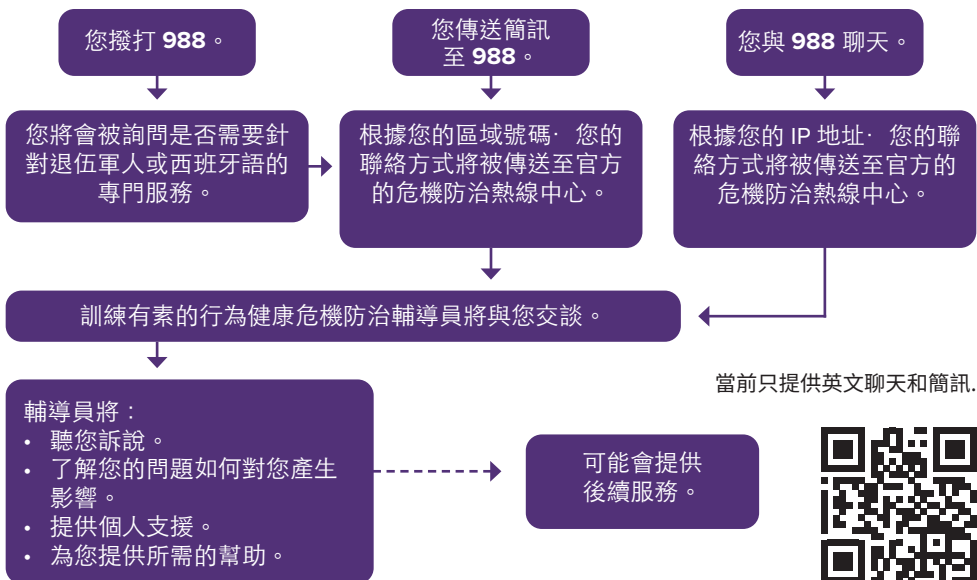 您撥打 988。
您傳送簡訊
至 988。
您與 988 聊天。
您將會被詢問是否需要針
對退伍軍人或西班牙語的
專門服務。
根據您的區域號碼· 您的
聯絡方式將被傳送至官方
的危機防治熱線中心。
根據您的 IP 地址· 您的聯
絡方式將被傳送至官方的
危機防治熱線中心。
訓練有素的行為健康危機防治輔導員將與您交談。
當前只提供英文聊天和簡訊.
輔導員將：
• 聽您訴說。
• 了解您的問題如何對您產生
影響。
• 提供個人支援。
• 為您提供所需的幫助。
可能會提供
後續服務。